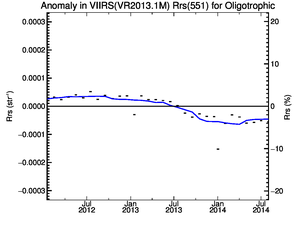 Anomaly in VIIRS(VR2013.1M) Rrs(551) for Oligotrophic
0.0003
0.0002
0.0001
0.0000
-0.0001
-0.0002
-0.0003
Rrs (str⁻¹)
20
10
0
-10
-20
Rrs (%)
Jul
2012
Jan
2013
Jul
2013
Jan
2014
Jul
2014